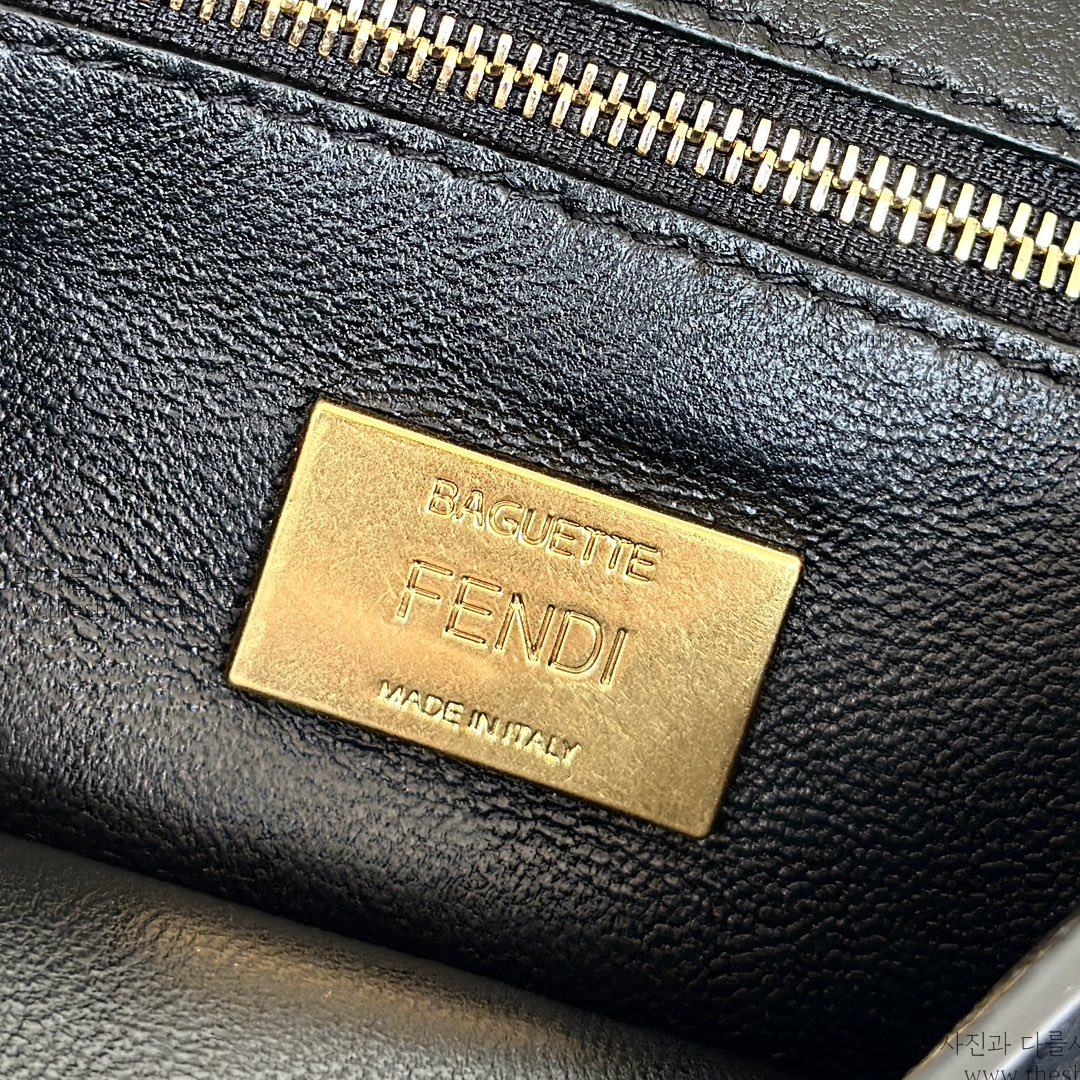 BAGUETTE
FENDI
MADE IN ITALY
사진과 다를